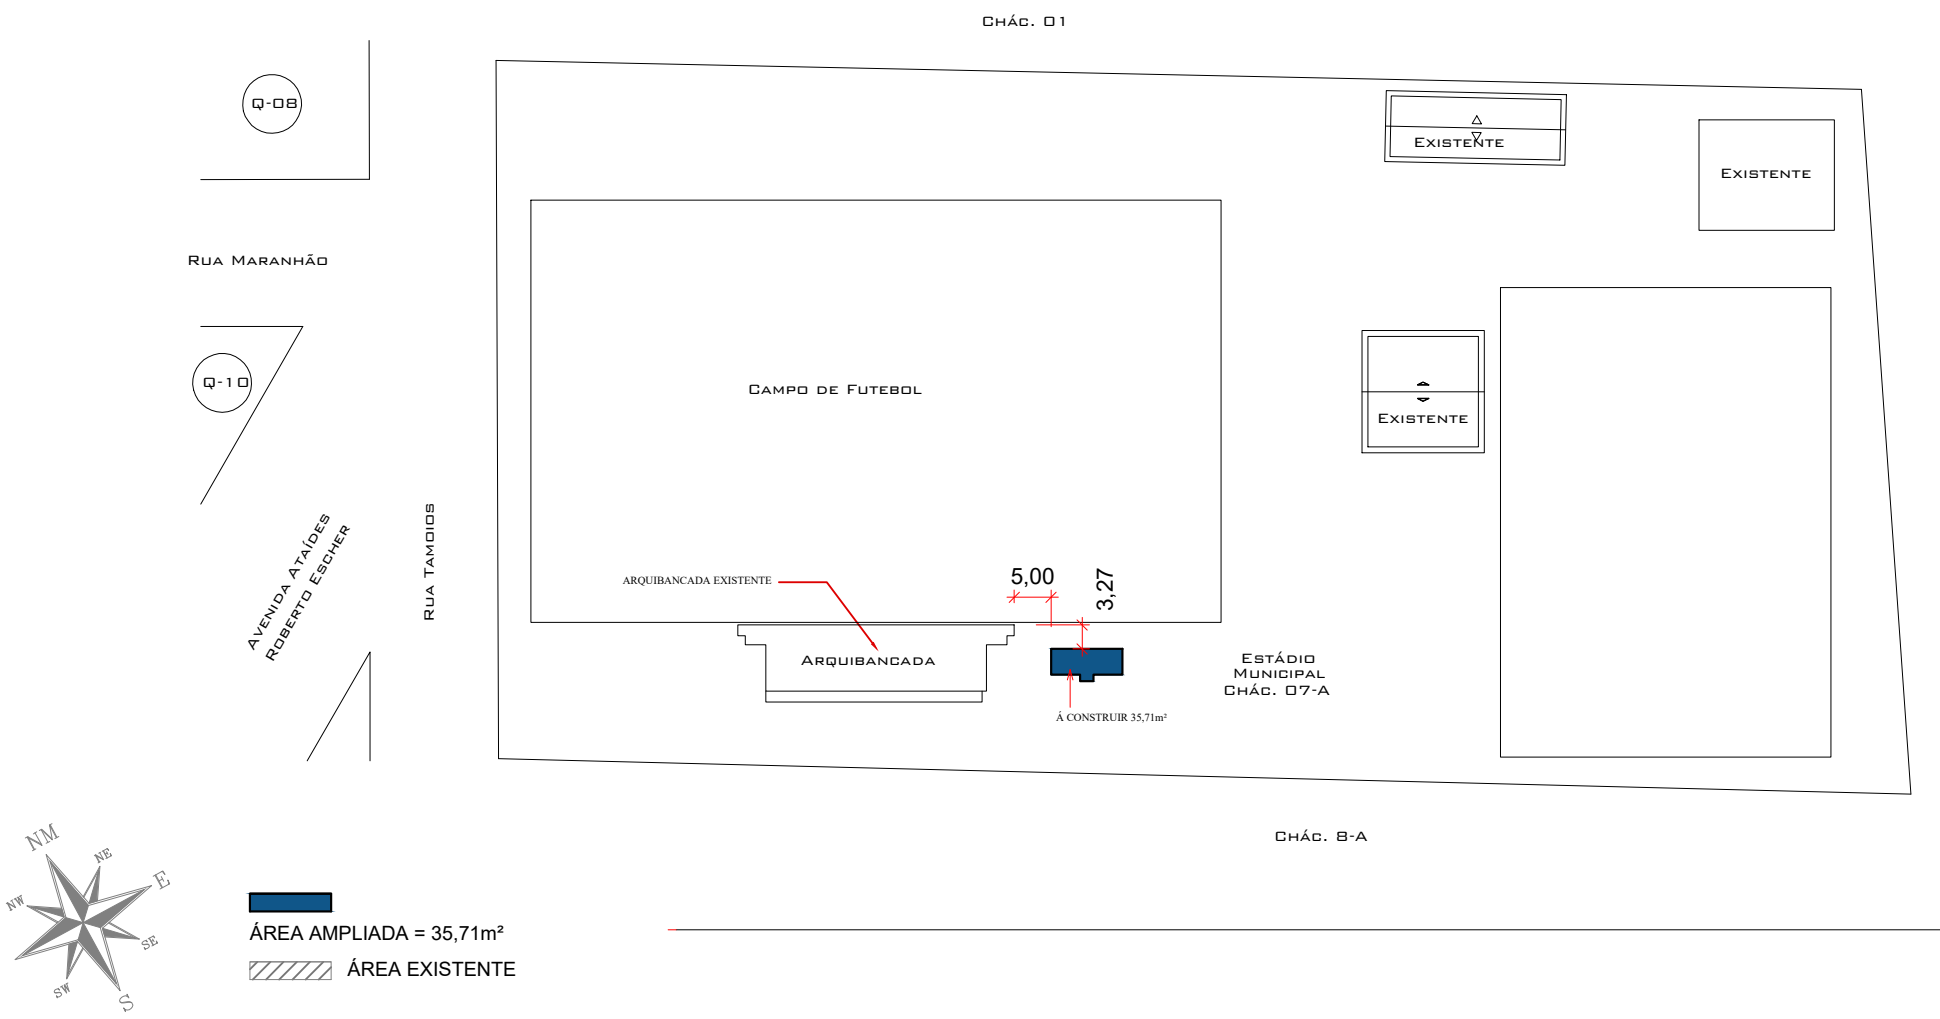 Chác. 01
Q-08
Existente
Existente
Rua Maranhão
Q-10
Campo de Futebol
Existente
Avenida Ataídes
Roberto Escher
Rua Tamoios
ARQUIBANCADA EXISTENTE
5,00
3,27
Arquibancada
Estádio
Municipal
Chác. 07-A
Á CONSTRUIR 35,71m²
Chác. 8-A
NM
NE
E
NW
SE
SW
S
ÁREA AMPLIADA = 35,71m²
ÁREA EXISTENTE